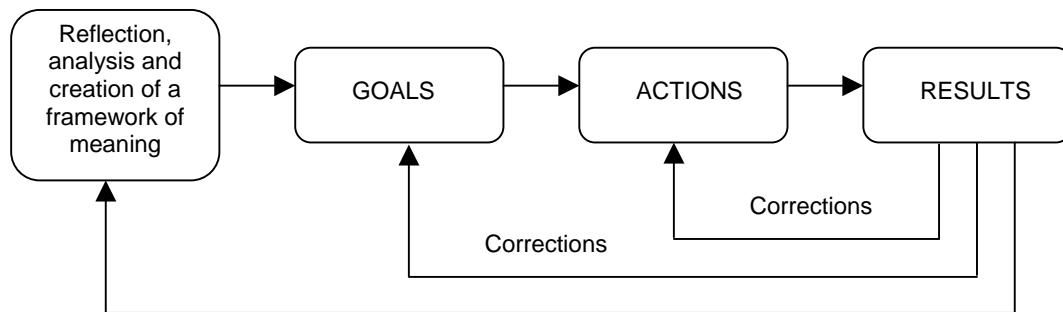 Reflection,
analysis and
creation of a
framework of
meaning
GOALS
ACTIONS
RESULTS
Corrections
Corrections